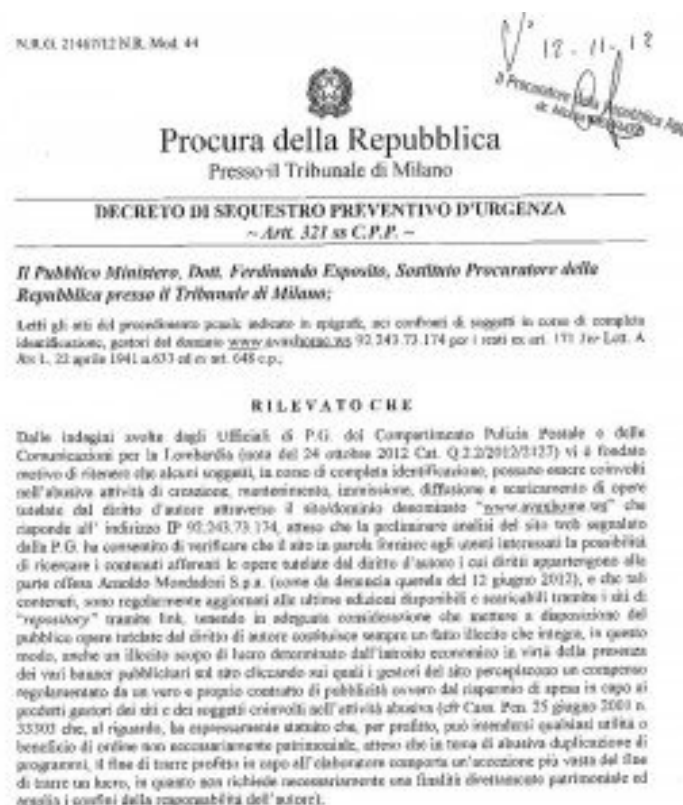 N.R.G. 21467/12 N.R. Mod. 44
12-11-12
Il Procuratore della Repubblica Agg
Procura della Repubblica
Presso il Tribunale di Milano
DECRETO DI SEQUESTRO PREVENTIVO D'URGENZA
~ Artt. 321 ss C.P.P. ~
Il Pubblico Ministero, Dott. Ferdinando Esposito, Sostituto Procuratore della
Repubblica presso il Tribunale di Milano;
Letti gli atti del procedimento penale indicato in epigrafe, nei confronti di soggetti in corso di completa
identificazione, gestori del dominio www.avaxhome.ws 92.243.73.174 per i reati ex art. 171 Lett. A
L. 22 aprile 1941 n.633 ed ex art. 648 c.p.,
RILEVATO CHE
Dalle indagini svolte dagli Ufficiali di P.G. del Compartimento Polizia Postale e delle
Comunicazioni per la Lombardia (nota del 24 ottobre 2012 Cat. Q.2.2/2012/2127) vi è fondato
motivo di ritenere che alcuni soggetti, in corso di completa identificazione, possano essere coinvolti
nell'abusiva attività di creazione, mantenimento, immissione, diffusione e scaricamento di opere
tutelate dal diritto d'autore attraverso il sito/dominio denominato "www.avaxhome.ws" che
risponde all' indirizzo IP 92.243.73.174, atteso che la preliminare analisi del sito web segnalato
dalla P.G. ha consentito di verificare che il sito in parola fornisce agli utenti interessati la possibilità
di ricercare i contenuti afferenti le opere tutelate dal diritto d'autore i cui diritti appartengono alla
parte offesa Arnoldo Mondadori S.p.a. (come da denuncia querela del 12 giugno 2012), e che tali
contenuti, sono regolarmente aggiornati alle ultime edizioni disponibili e scaricabili tramite i siti di
"repository" tramite link, tenendo in adeguata considerazione che mettere a disposizione del
pubblico opere tutelate dal diritto di autore costituisce sempre un fatto illecito che integra, in questo
modo, anche un illecito scopo di lucro determinato dall'introito economico in virtù della presenza
dei vari banner pubblicitari sul sito cliccando sui quali i gestori del sito percepiscono un compenso
regolamentato da un vero e proprio contratto di pubblicità ovvero dal risparmio di spesa in capo ai
predetti gestori dei siti e dei soggetti coinvolti nell'attività abusiva (cfr Cass. Pen. 25 giugno 2001 n.
33303 che, al riguardo, ha espressamente statuito che, per profitto, può intendersi qualsiasi utilità o
beneficio di ordine non necessariamente patrimoniale, atteso che in tema di abusiva duplicazione di
programmi, il fine di trarre profitto in capo all'elaboratore comporta un'accezione più vasta del fine
di trarre un lucro, in quanto non richiede necessariamente una finalità direttamente patrimoniale ed
amplia i confini della responsabilità dell'autore).